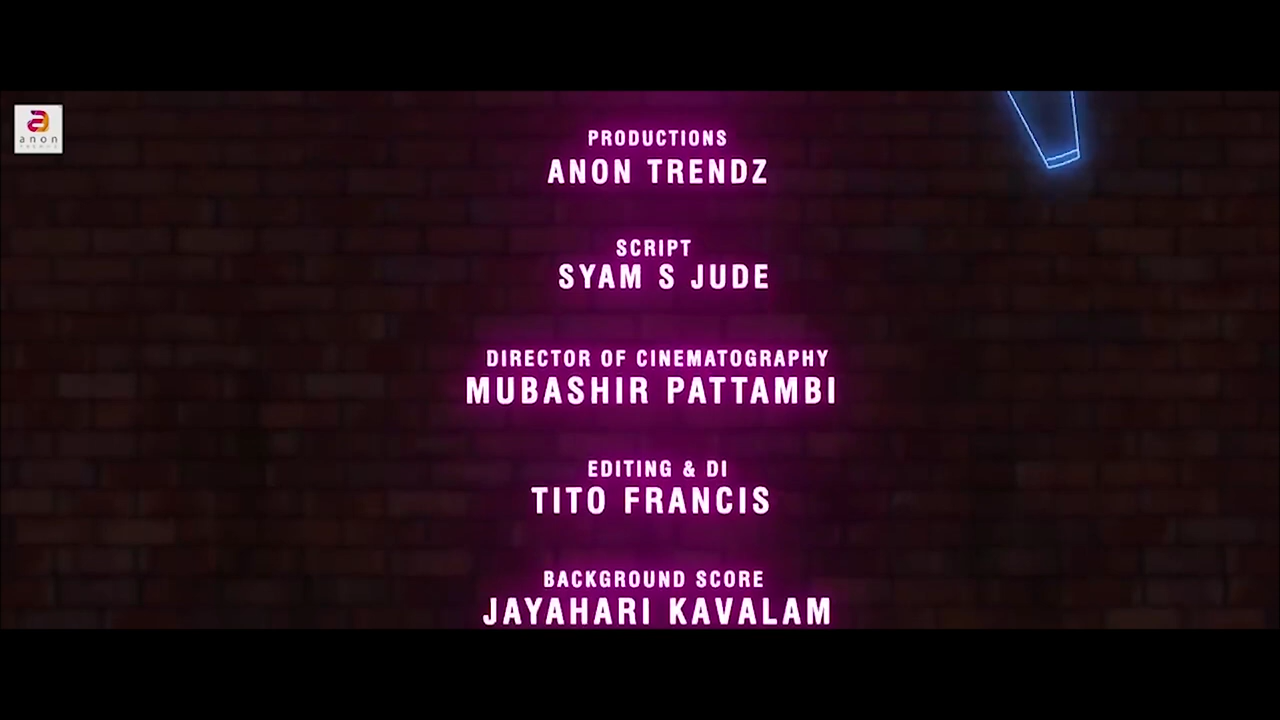 anon
PRODUCTIONS
ANON TRENDZ
SCRIPT
SYAM S JUDE
DIRECTOR OF CINEMATOGRAPHY
MUBASHIR PATTAMBI
EDITING & DI
TITO FRANCIS
BACKGROUND SCORE
JAYAHARI KAVALAM